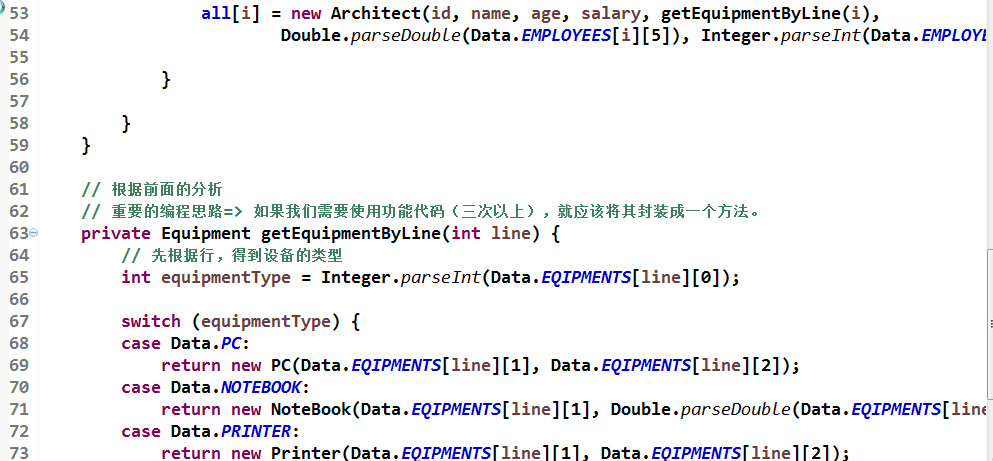 53 all[i] = new Architect(id, name, age, salary, getEquipmentByLine(i),
54 Double.parseDouble(Data.EMPLOYEES[i][5]), Integer.parseInt(Data.EMPLOYE
55
56 }
57
58 }
59 }
60
61 // 根据前面的分析
62 // 重要的编程思路=> 如果我们需要使用功能代码（三次以上），就应该将其封装成一个方法。
63 private Equipment getEquipmentByLine(int line) {
64 // 先根据行，得到设备的类型
65 int equipmentType = Integer.parseInt(Data.EQIPMENTS[line][0]);
66
67 switch (equipmentType) {
68 case Data.PC:
69 return new PC(Data.EQIPMENTS[line][1], Data.EQIPMENTS[line][2]);
70 case Data.NOTEBOOK:
71 return new NoteBook(Data.EQIPMENTS[line][1], Double.parseDouble(Data.EQIPMENTS[line
72 case Data.PRINTER:
73 return new Printer(Data.EQIPMENTS[line][1], Data.EQIPMENTS[line][2]);